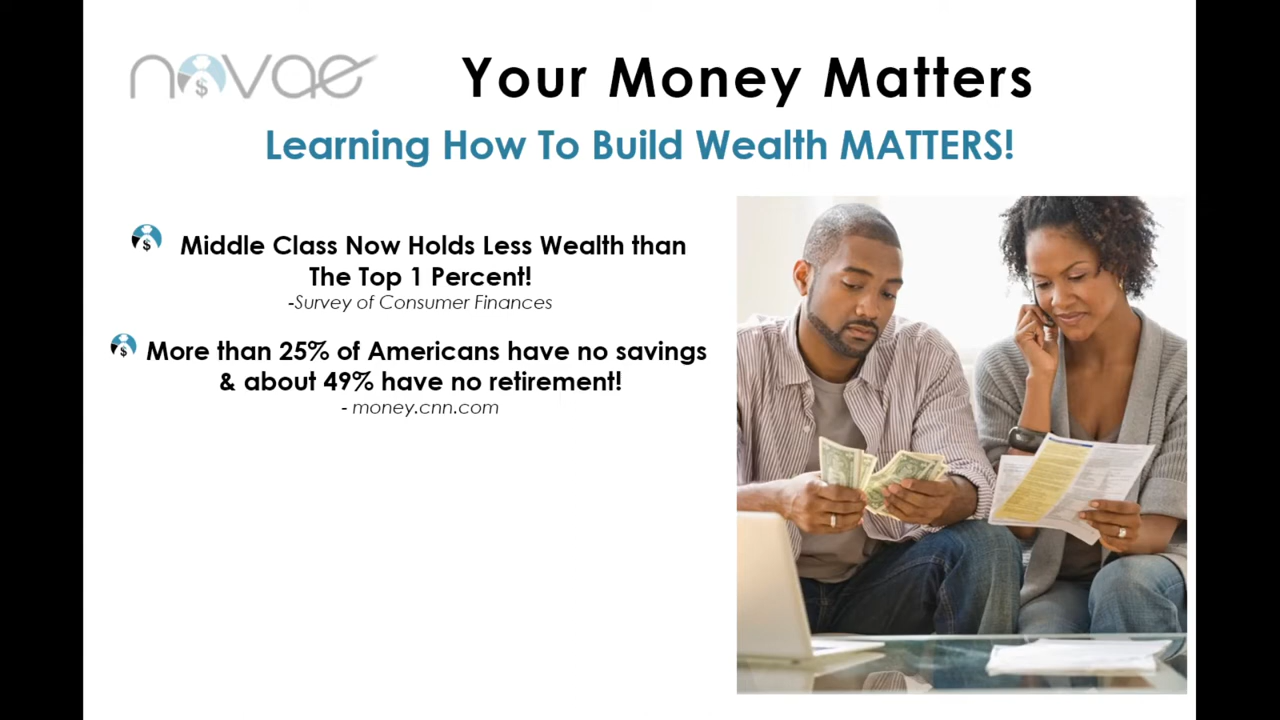 novae
Your Money Matters
Learning How To Build Wealth MATTERS!
$
Middle Class Now Holds Less Wealth than
The Top 1 Percent!
-Survey of Consumer Finances
$
More than 25% of Americans have no savings
& about 49% have no retirement!
- money.cnn.com